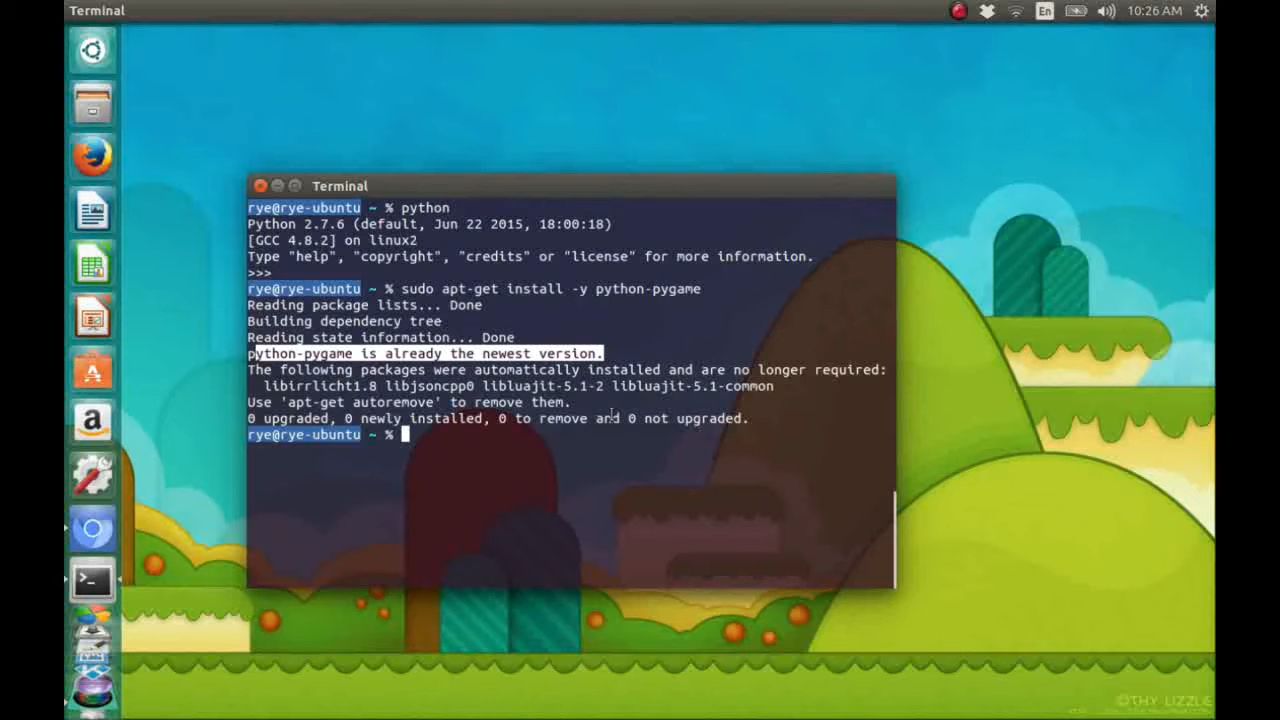 Terminal
En
10:26 AM
Terminal
rye@rye-ubuntu ~ % python
Python 2.7.6 (default, Jun 22 2015, 18:00:18)
[GCC 4.8.2] on linux2
Type "help", "copyright", "credits" or "license" for more information.
>>>
rye@rye-ubuntu ~ % sudo apt-get install -y python-pygame
Reading package lists... Done
Building dependency tree
Reading state information... Done
python-pygame is already the newest version.
The following packages were automatically installed and are no longer required:
libirrlicht1.8 libjsoncpp0 libluajit-5.1-2 libluajit-5.1-common
Use 'apt-get autoremove' to remove them.
0 upgraded, 0 newly installed, 0 to remove and 0 not upgraded.
rye@rye-ubuntu ~ %
a
>_
©THY LIZZLE